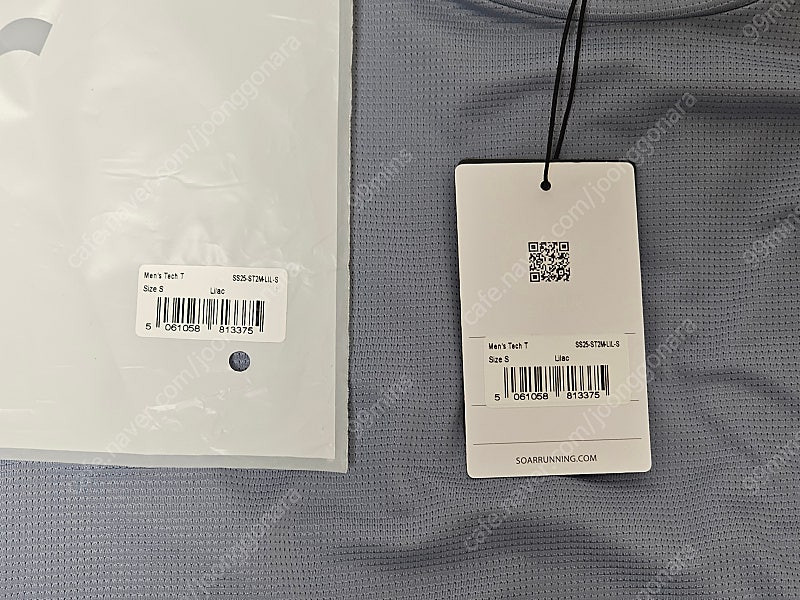 Men's Tech T SS25-ST2M-LIL-S
Size S Lilac
5 061058 813375
Men's Tech T SS25-ST2M-LIL-S
Size S Lilac
5 061058 813375
SOARRUNNING.COM
cafe.naver.com/joonggonara
99mins